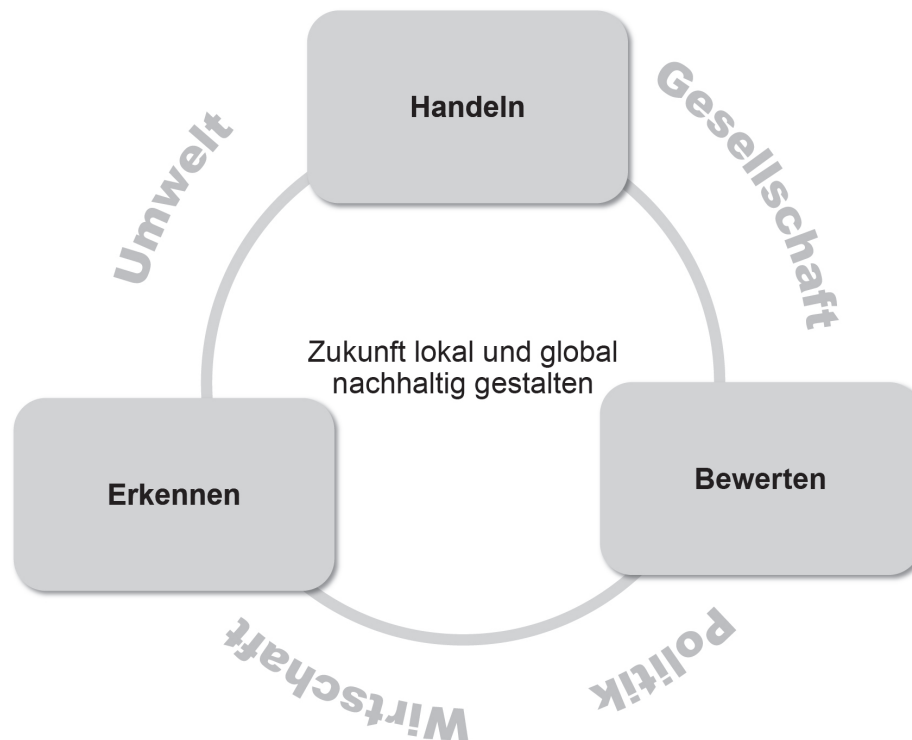 Handeln
Gesellschaft
Umwelt
Zukunft lokal und global
nachhaltig gestalten
Erkennen
Bewerten
Wirtschaft
Politik